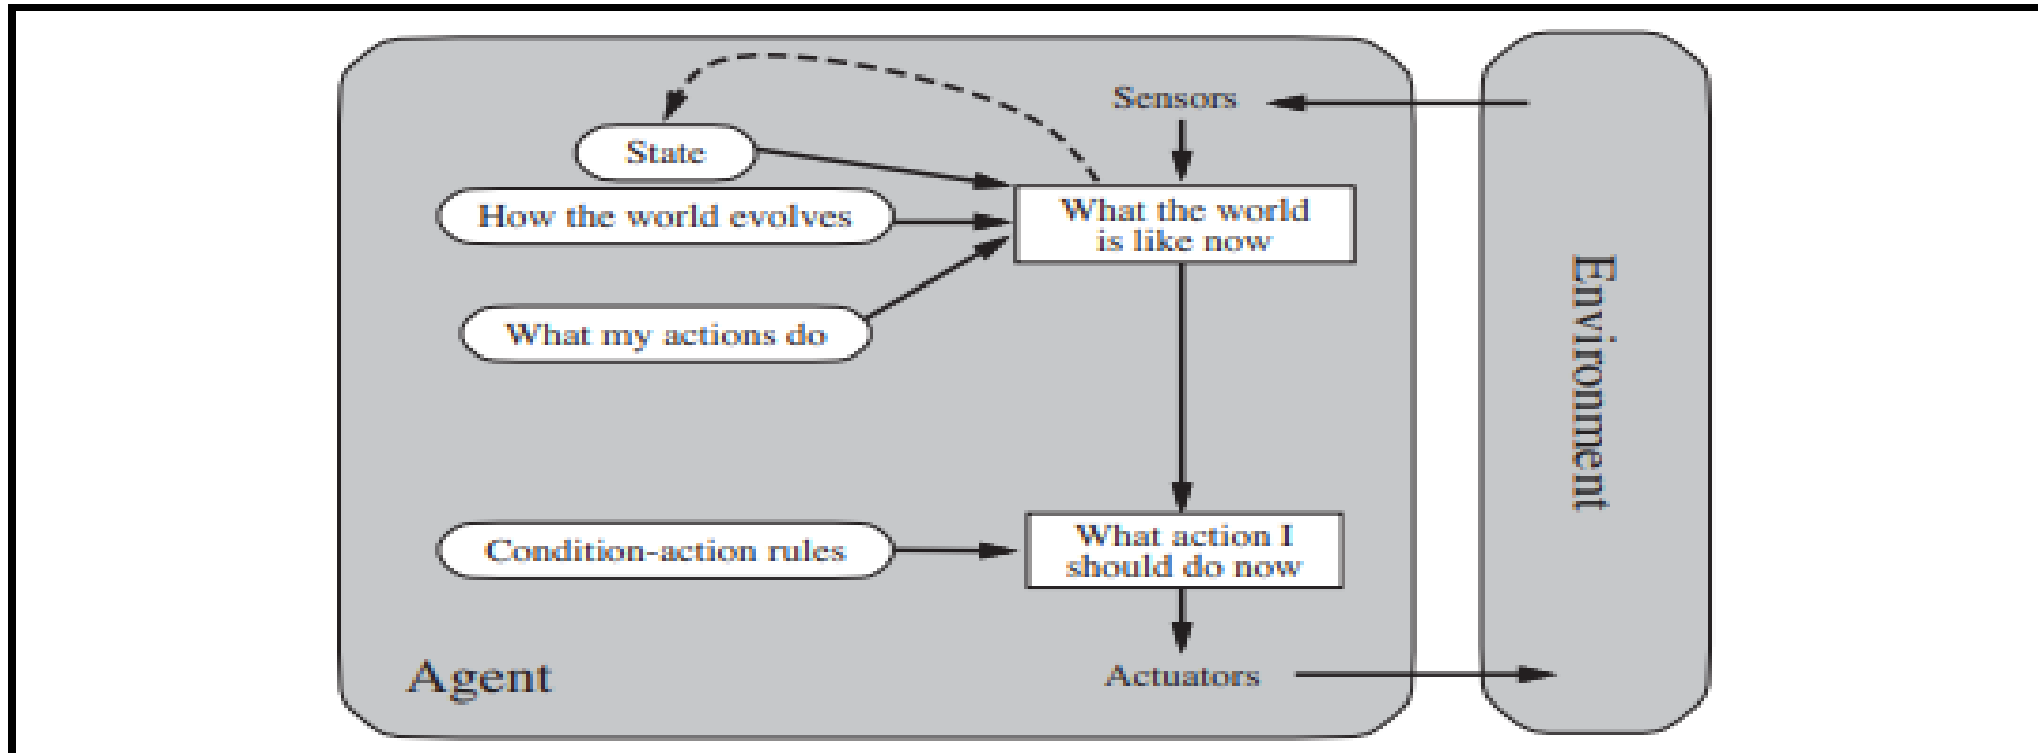 Sensors
State
How the world evolves
What the world
is like now
What my actions do
Environment
Condition-action rules
What action I
should do now
Agent
Actuators